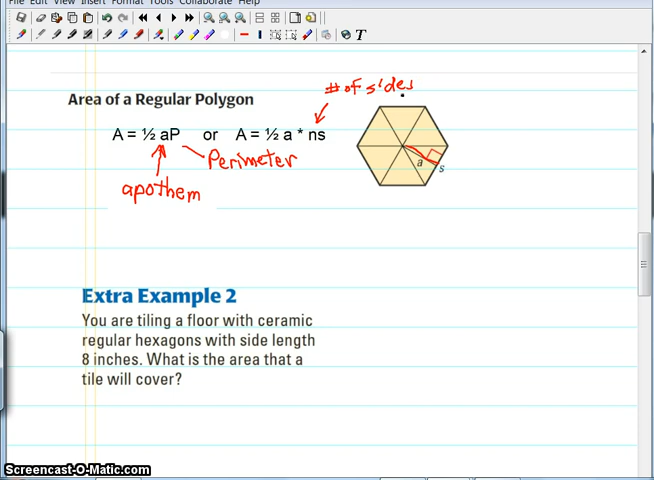 File Edit View Insert Format Tools Collaborate Help
T
# of sides
Area of a Regular Polygon
A = ½ aP or A = ½ a * ns
Perimeter
apothem
a
s
Extra Example 2
You are tiling a floor with ceramic
regular hexagons with side length
8 inches. What is the area that a
tile will cover?
Screencast-O-Matic.com